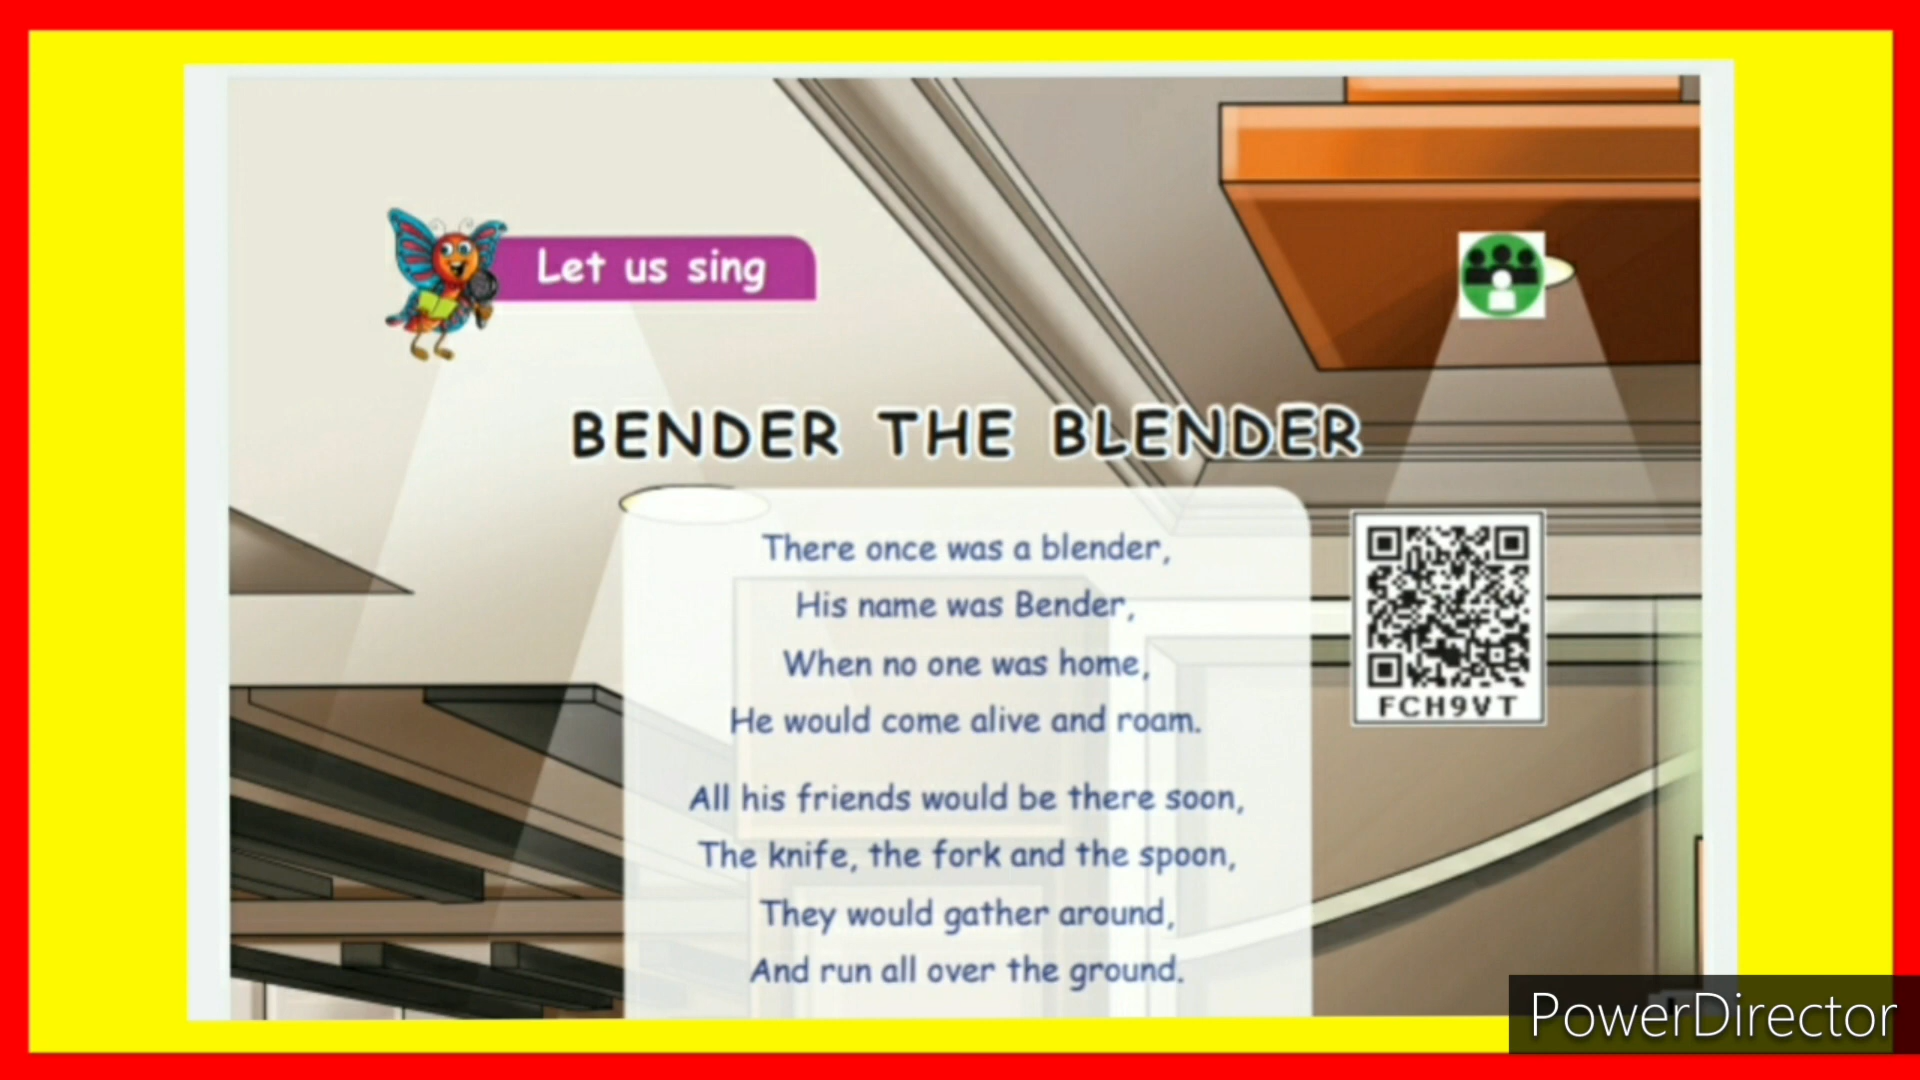 Let us sing
BENDER THE BLENDER
There once was a blender,
His name was Bender,
When no one was home,
He would come alive and roam.
All his friends would be there soon,
The knife, the fork and the spoon,
They would gather around,
And run all over the ground.
FCH9VT
PowerDirector